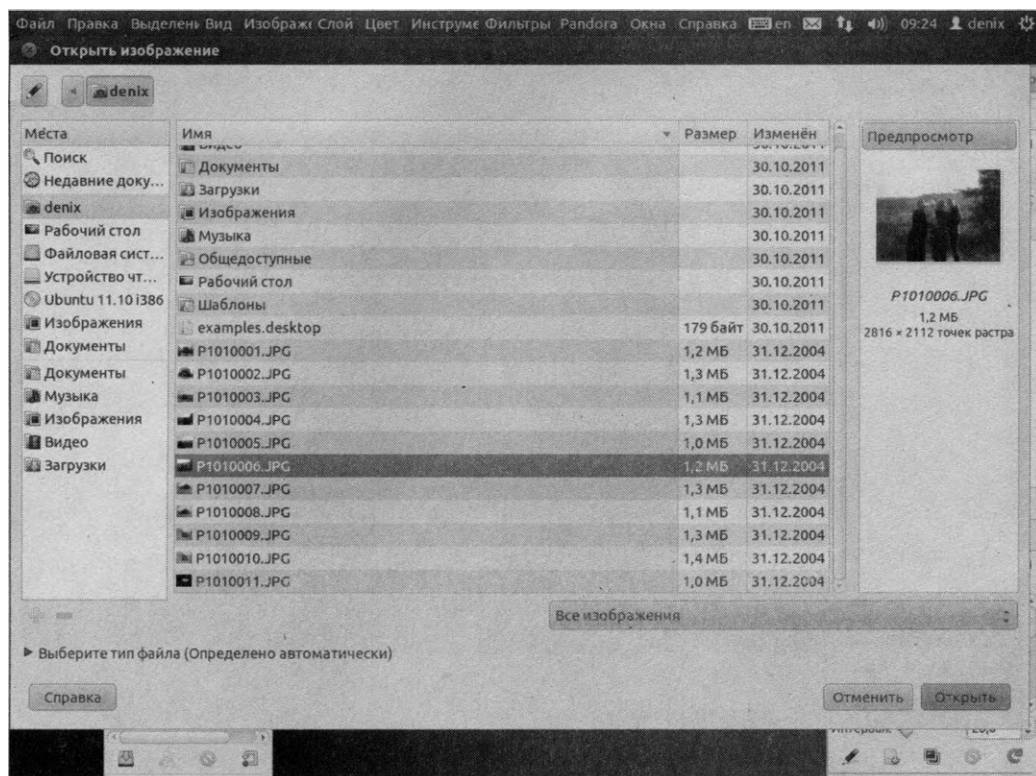 Файл Правка Выделени Вид Изображе Слой Цвет Инструме Фильтры Pandora Окна Справка en 09:24 denix
Открыть изображение
denix
Места
Поиск
Недавние доку...
denix
Рабочий стол
Файловая сист...
Устройство чт...
Ubuntu 11.10 i386
Изображения
Документы
Документы
Музыка
Изображения
Видео
Загрузки
Имя Размер Изменён
Видео 30.10.2011
Документы 30.10.2011
Загрузки 30.10.2011
Изображения 30.10.2011
Музыка 30.10.2011
Общедоступные 30.10.2011
Рабочий стол 30.10.2011
Шаблоны 30.10.2011
examples.desktop 179 байт 30.10.2011
P1010001.JPG 1,2 МБ 31.12.2004
P1010002.JPG 1,3 МБ 31.12.2004
P1010003.JPG 1,1 МБ 31.12.2004
P1010004.JPG 1,3 МБ 31.12.2004
P1010005.JPG 1,0 МБ 31.12.2004
P1010006.JPG 1,2 МБ 31.12.2004
P1010007.JPG 1,3 МБ 31.12.2004
P1010008.JPG 1,1 МБ 31.12.2004
P1010009.JPG 1,3 МБ 31.12.2004
P1010010.JPG 1,4 МБ 31.12.2004
P1010011.JPG 1,0 МБ 31.12.2004
Предпросмотр
P1010006.JPG
1,2 МБ
2816 × 2112 точек растра
Все изображения
Выберите тип файла (Определено автоматически)
Справка Отменить Открыть